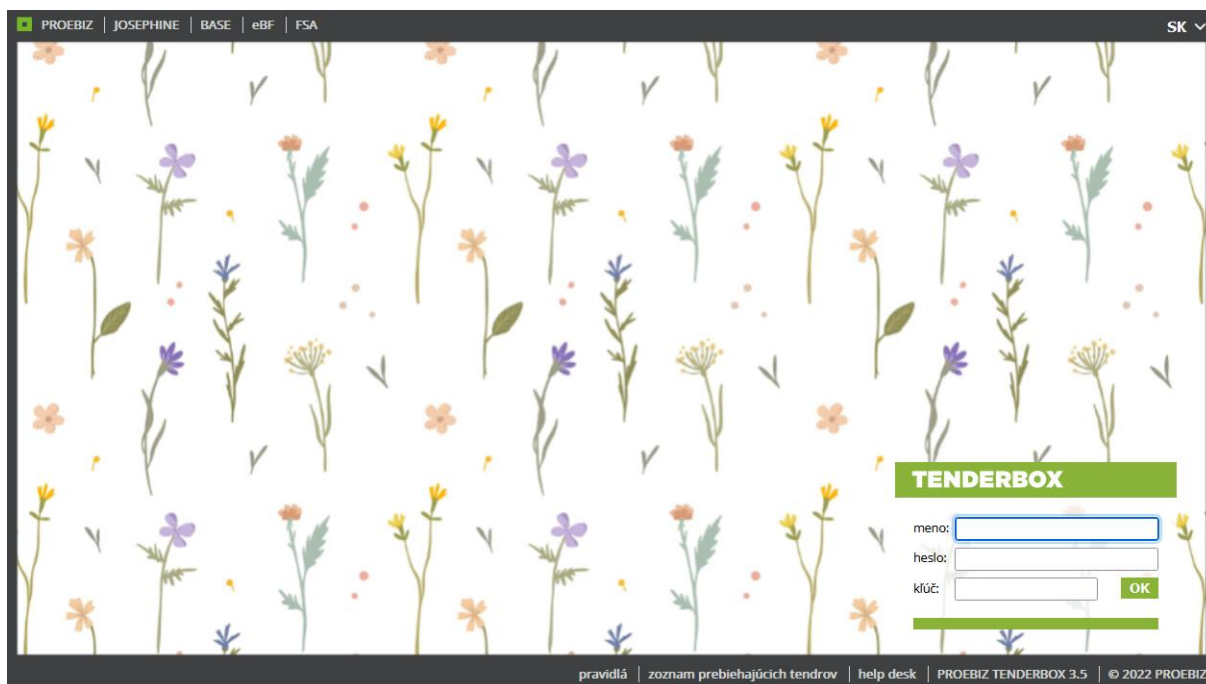 PROEBIZ | JOSEPHINE | BASE | eBF | FSA SK
TENDERBOX
meno:
heslo:
kľúč: OK
pravidlá | zoznam prebiehajúcich tendrov | help desk | PROEBIZ TENDERBOX 3.5 | © 2022 PROEBIZ